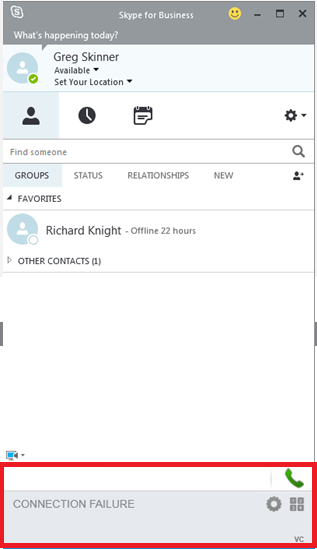 Skype for Business
What's happening today?
Greg Skinner
Available
Set Your Location
Find someone
GROUPS STATUS RELATIONSHIPS NEW
FAVORITES
Richard Knight - Offline 22 hours
OTHER CONTACTS (1)
CONNECTION FAILURE
VC